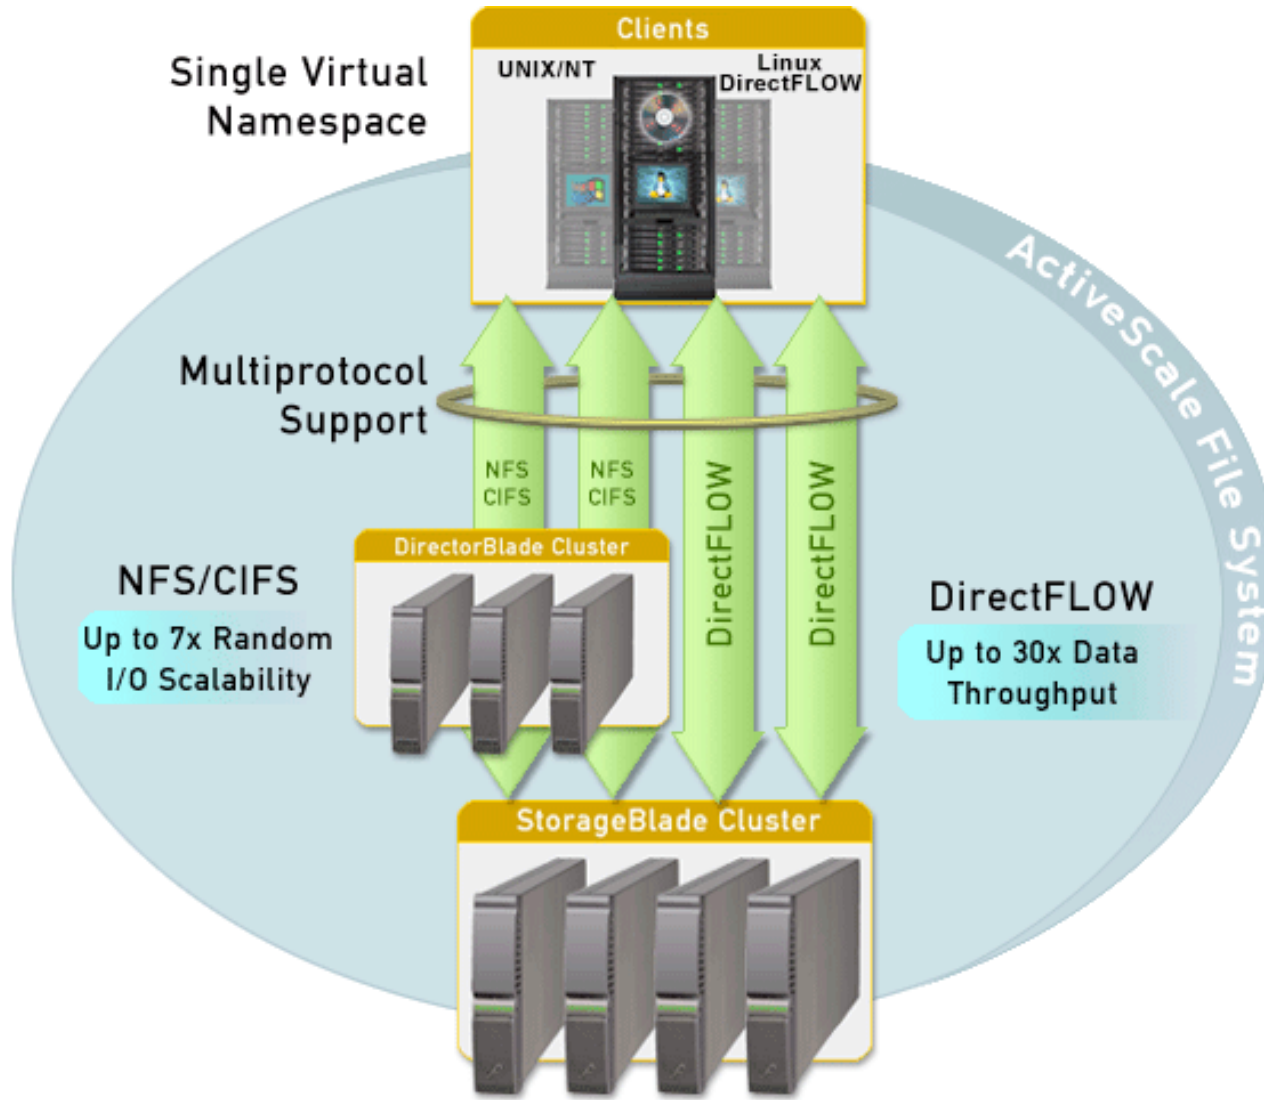 Clients
UNIX/NT
Linux
DirectFLOW
Single Virtual
Namespace
ActiveScale File System
Multiprotocol
Support
NFS
CIFS
NFS
CIFS
DirectFLOW
DirectFLOW
DirectorBlade Cluster
NFS/CIFS
Up to 7x Random
I/O Scalability
DirectFLOW
Up to 30x Data
Throughput
StorageBlade Cluster